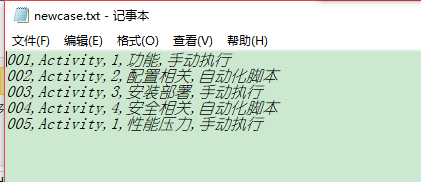 newcase.txt - 记事本
文件(F) 编辑(E) 格式(O) 查看(V) 帮助(H)
001,Activity,1,功能,手动执行
002,Activity,2,配置相关,自动化脚本
003,Activity,3,安装部署,手动执行
004,Activity,4,安全相关,自动化脚本
005,Activity,1,性能压力,手动执行